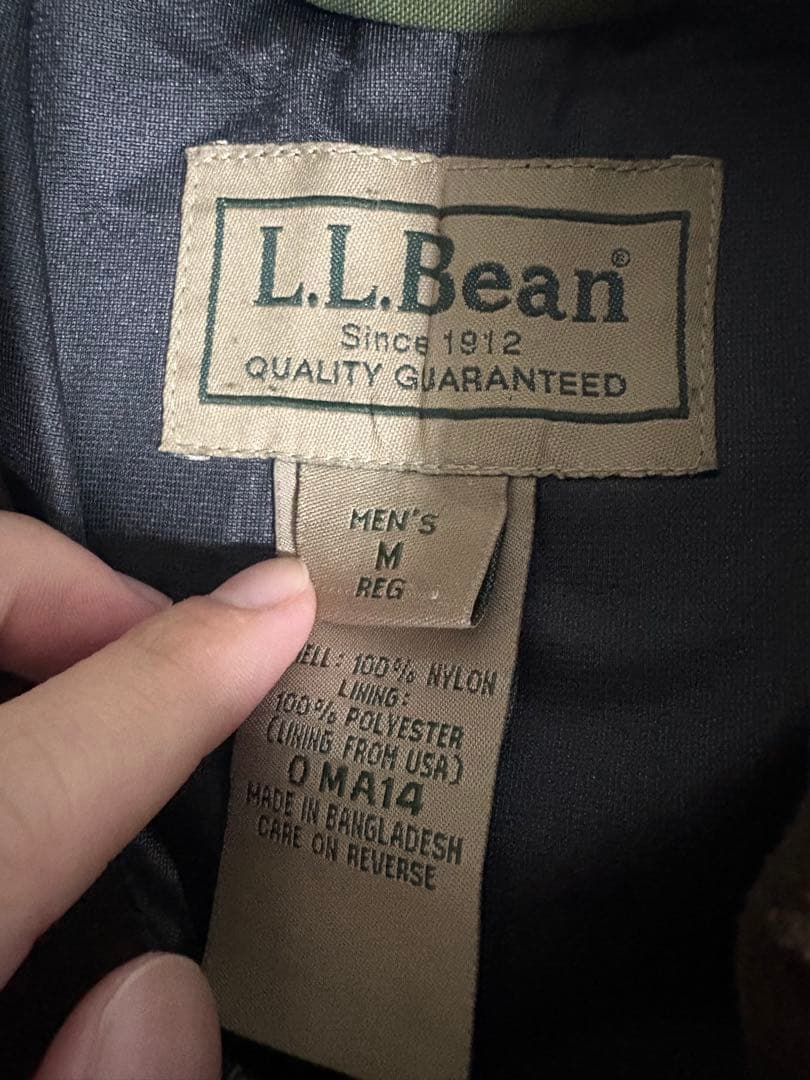 L.L.Bean®
Since 1912
QUALITY GUARANTEED
MEN'S
M
REG
100% NYLON
LINING:
100% POLYESTER
(LINING FROM USA)
0 MA14
MADE IN BANGLADESH
CARE ON REVERSE